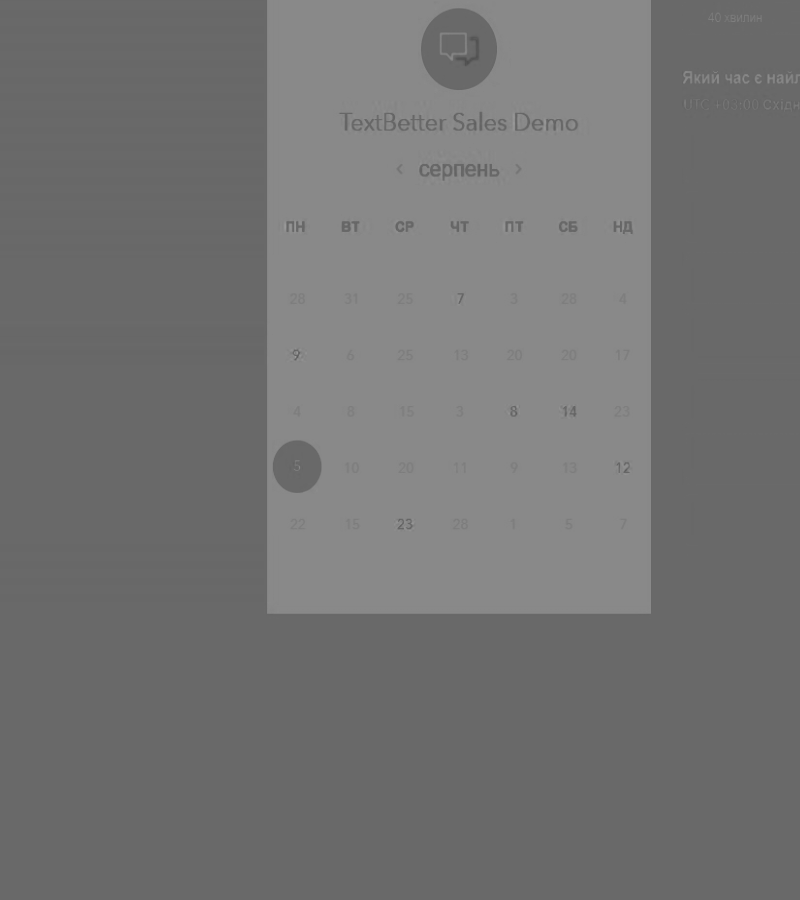 40 хвилин
TextBetter Sales Demo
Який час є
UTC +03:00
‹ серпень ›
ПН ВТ СР ЧТ ПТ СБ НД
28 31 25 7 3 28 4
9 6 25 13 20 20 17
4 8 15 3 8 14 23
5 10 20 11 9 13 12
22 15 23 28 1 5 7